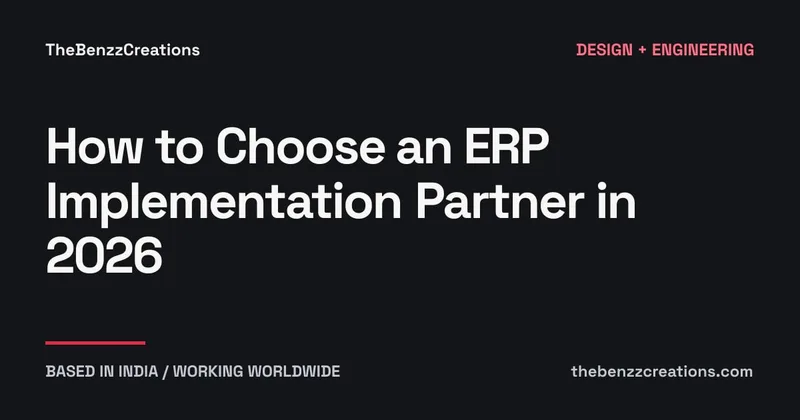 TheBenzzCreations
DESIGN + ENGINEERING
How to Choose an ERP
Implementation Partner in
2026
BASED IN INDIA / WORKING WORLDWIDE
thebenzzcreations.com